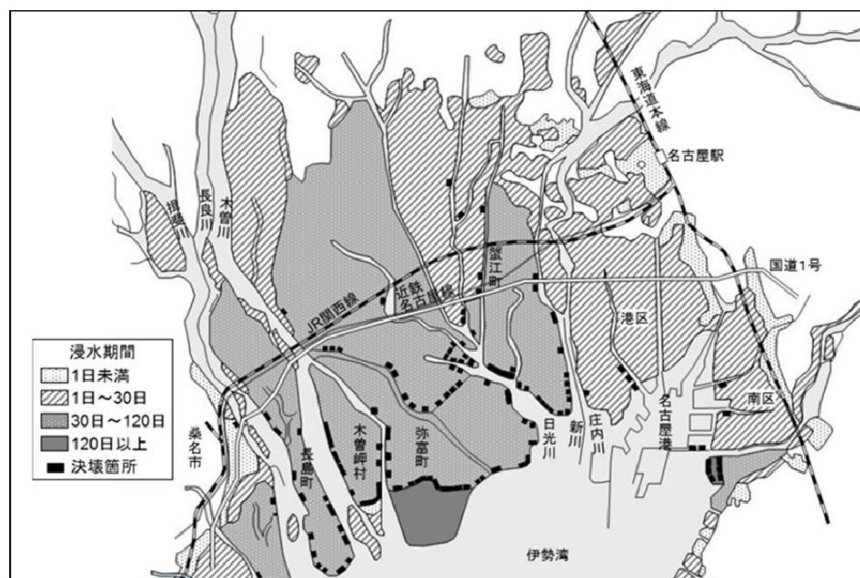 東海道本線
名古屋駅
揖斐川
長良川
木曽川
蟹江町
国道1号
近鉄
名古屋線
JR関西線
港区
浸水期間
1日未満
1日～30日
30日～120日
120日以上
決壊箇所
桑名市
長島町
木曽岬村
弥富町
日光川
新川
庄内川
名古屋港
南区
伊勢湾